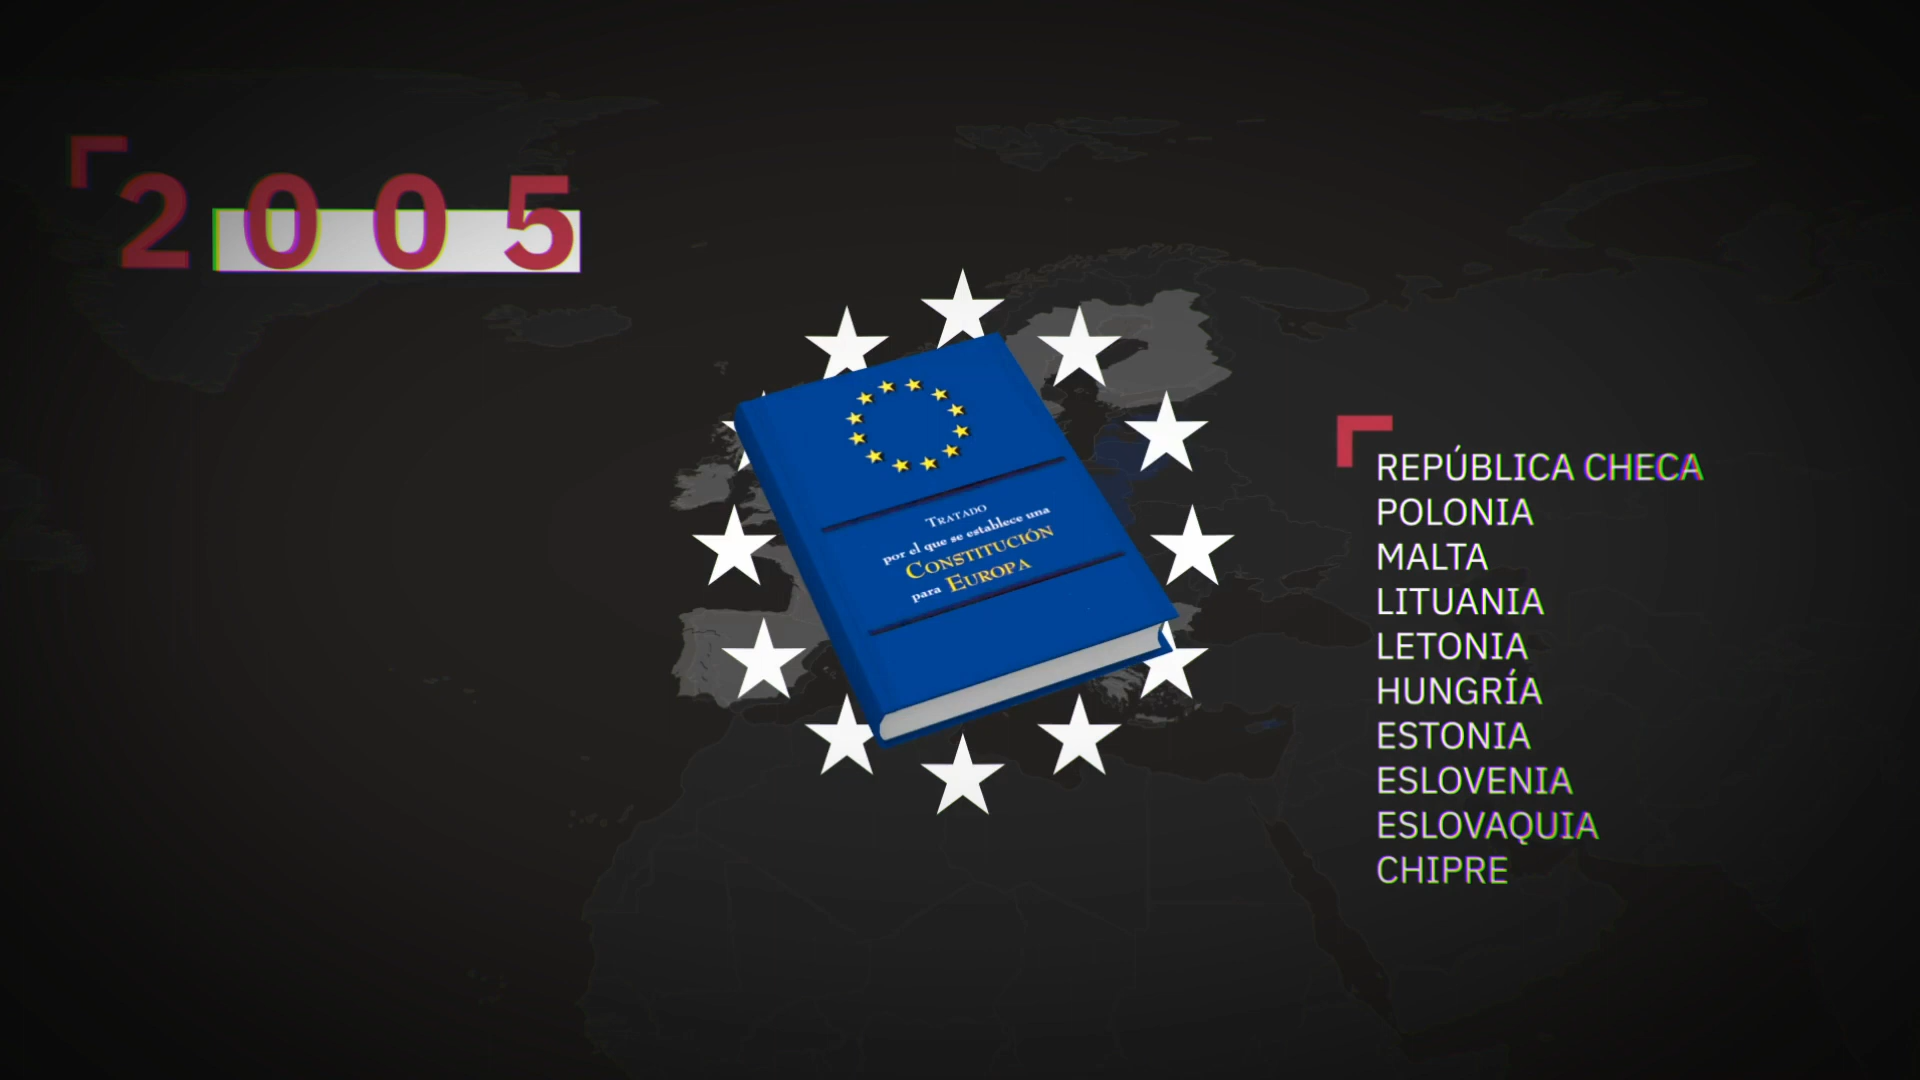 2005
TRATADO
por el que se establece una
CONSTITUCIÓN
para EUROPA
REPÚBLICA CHECA
POLONIA
MALTA
LITUANIA
LETONIA
HUNGRÍA
ESTONIA
ESLOVENIA
ESLOVAQUIA
CHIPRE